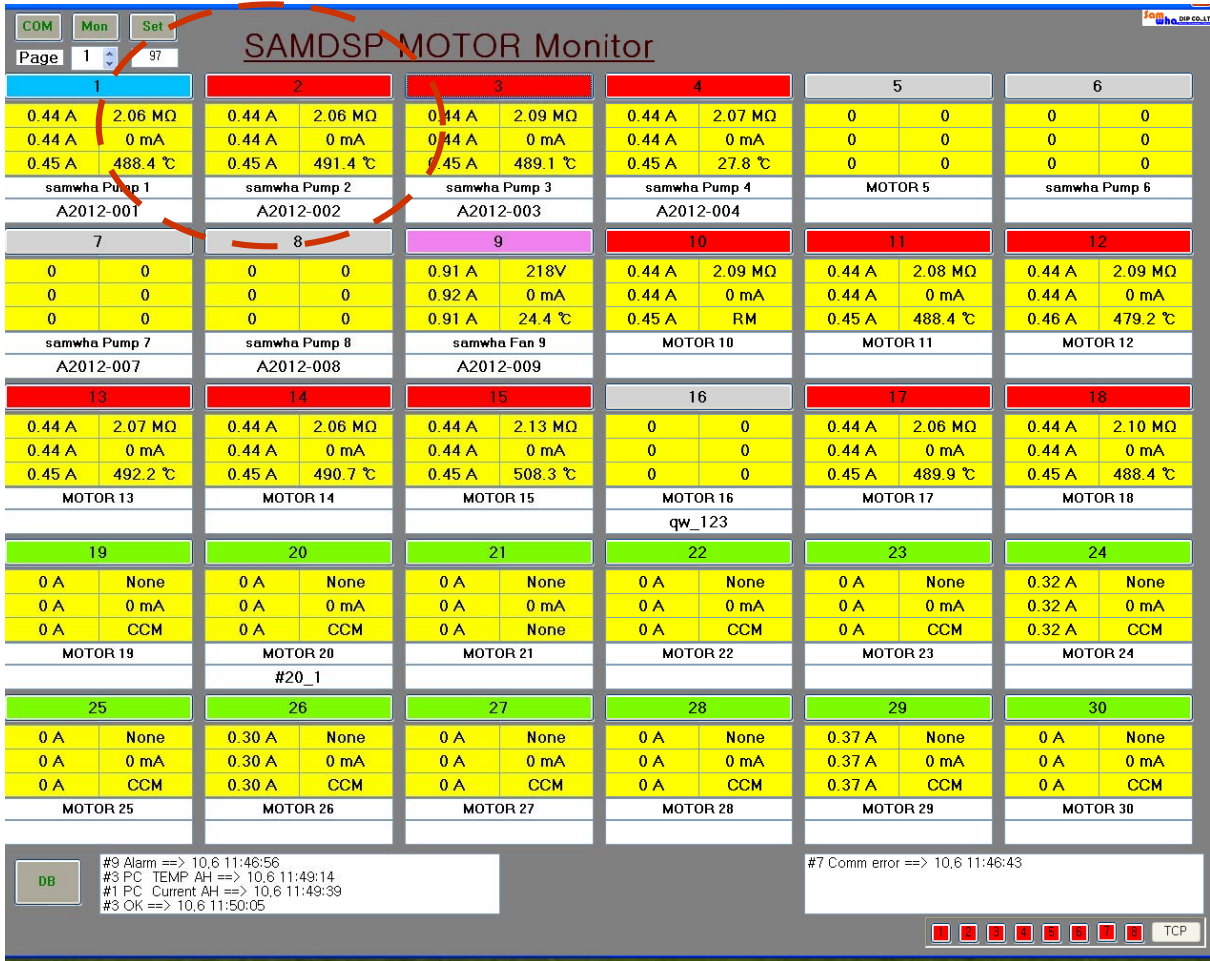 COM Mon Set
Samwha DSP CO.,LT
SAMDSP MOTOR Monitor
Page 1 97
1 2 3 4 5 6
0.44 A 2.06 MΩ 0.44 A 2.06 MΩ 0.44 A 2.09 MΩ 0.44 A 2.07 MΩ 0 0 0 0
0.44 A 0 mA 0.44 A 0 mA 0.44 A 0 mA 0.44 A 0 mA 0 0 0 0
0.45 A 488.4 ℃ 0.45 A 491.4 ℃ 0.45 A 489.1 ℃ 0.45 A 27.8 ℃ 0 0 0 0
samwha Pump 1 samwha Pump 2 samwha Pump 3 samwha Pump 4 MOTOR 5 samwha Pump 6
A2012-001 A2012-002 A2012-003 A2012-004
7 8 9 10 11 12
0 0 0 0 0.91 A 218V 0.44 A 2.09 MΩ 0.44 A 2.08 MΩ 0.44 A 2.09 MΩ
0 0 0 0 0.92 A 0 mA 0.44 A 0 mA 0.44 A 0 mA 0.44 A 0 mA
0 0 0 0 0.91 A 24.4 ℃ 0.45 A RM 0.45 A 488.4 ℃ 0.46 A 479.2 ℃
samwha Pump 7 samwha Pump 8 samwha Fan 9 MOTOR 10 MOTOR 11 MOTOR 12
A2012-007 A2012-008 A2012-009
13 14 15 16 17 18
0.44 A 2.07 MΩ 0.44 A 2.06 MΩ 0.44 A 2.13 MΩ 0 0 0.44 A 2.06 MΩ 0.44 A 2.10 MΩ
0.44 A 0 mA 0.44 A 0 mA 0.44 A 0 mA 0 0 0.44 A 0 mA 0.44 A 0 mA
0.45 A 492.2 ℃ 0.45 A 490.7 ℃ 0.45 A 508.3 ℃ 0 0 0.45 A 489.9 ℃ 0.45 A 488.4 ℃
MOTOR 13 MOTOR 14 MOTOR 15 MOTOR 16 MOTOR 17 MOTOR 18
qw_123
19 20 21 22 23 24
0 A None 0 A None 0 A None 0 A None 0 A None 0.32 A None
0 A 0 mA 0 A 0 mA 0 A 0 mA 0 A 0 mA 0 A 0 mA 0.32 A 0 mA
0 A CCM 0 A CCM 0 A None 0 A CCM 0 A CCM 0.32 A CCM
MOTOR 19 MOTOR 20 MOTOR 21 MOTOR 22 MOTOR 23 MOTOR 24
#20_1
25 26 27 28 29 30
0 A None 0.30 A None 0 A None 0 A None 0.37 A None 0 A None
0 A 0 mA 0.30 A 0 mA 0 A 0 mA 0 A 0 mA 0.37 A 0 mA 0 A 0 mA
0 A CCM 0.30 A CCM 0 A CCM 0 A CCM 0.37 A CCM 0 A CCM
MOTOR 25 MOTOR 26 MOTOR 27 MOTOR 28 MOTOR 29 MOTOR 30
DB
#9 Alarm ==> 10,6 11:46:56
#3 PC TEMP AH ==> 10,6 11:49:14
#1 PC Current AH ==> 10,6 11:49:39
#3 OK ==> 10,6 11:50:05
#7 Comm error ==> 10,6 11:46:43
1 2 3 4 5 6 7 8 TCP